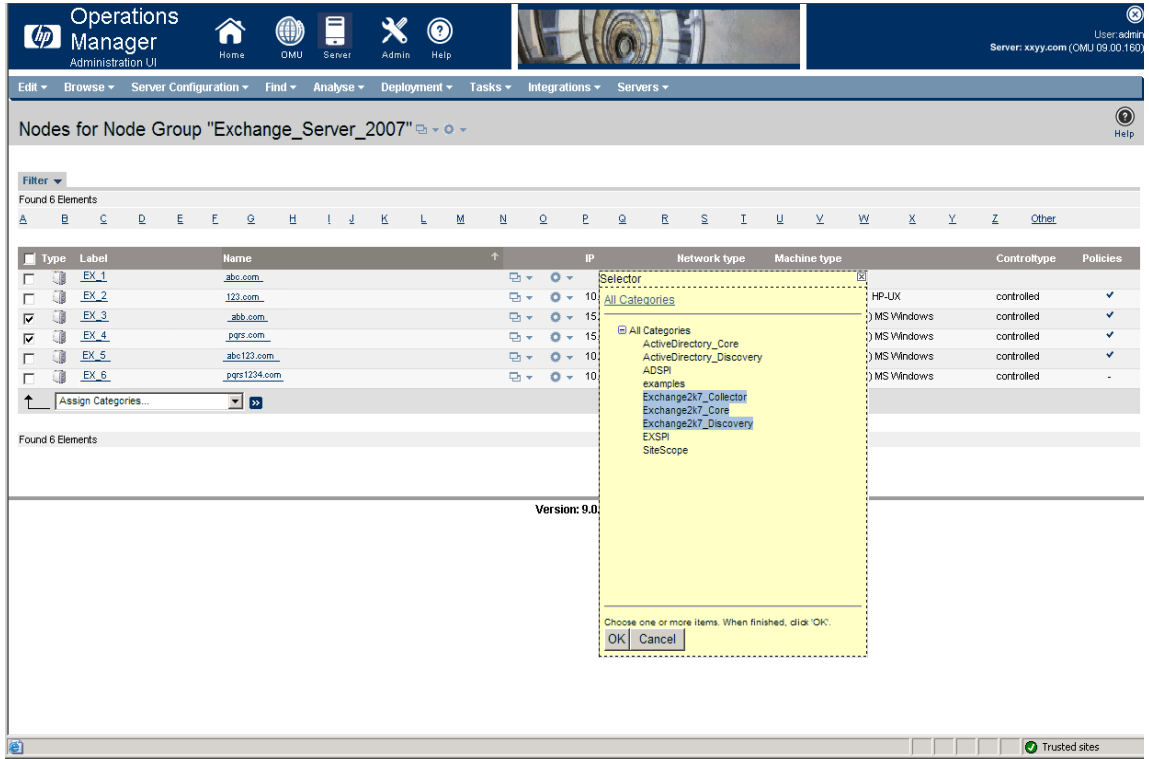 hp
Operations
Manager
Administration UI
Home OMU Server Admin Help
User:admin
Server: xxyy.com (OMU 09.00.160)
Edit Browse Server Configuration Find Analyse Deployment Tasks Integrations Servers
Nodes for Node Group "Exchange_Server_2007"
Help
Filter
Found 6 Elements
A B C D E F G H I J K L M N O P Q R S T U V W X Y Z Other
Type Label Name IP Network type Machine type Controltype Policies
EX_1 abc.com
EX_2 123.com 10. HP-UX controlled
EX_3 abb.com 15. ) MS Windows controlled
EX_4 pqrs.com 15. ) MS Windows controlled
EX_5 abc123.com 10. ) MS Windows controlled
EX_6 pqrs1234.com 10. ) MS Windows controlled -
Assign Categories...
Found 6 Elements
Version: 9.0.
Selector
All Categories
All Categories
ActiveDirectory_Core
ActiveDirectory_Discovery
ADSPI
examples
Exchange2k7_Collector
Exchange2k7_Core
Exchange2k7_Discovery
EXSPI
SiteScope
Choose one or more items. When finished, click 'OK'.
OK Cancel
Trusted sites